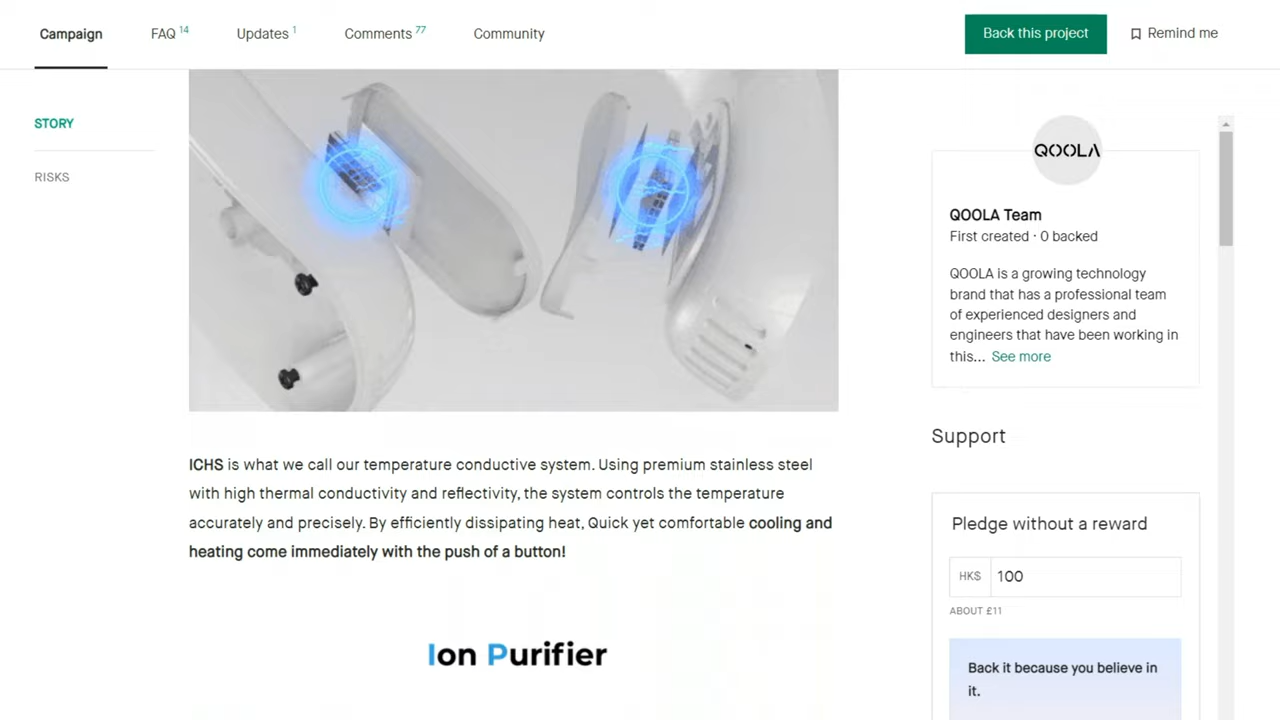 Campaign
FAQ 14
Updates 1
Comments 77
Community
Back this project
Remind me
STORY
RISKS
QOOLA
QOOLA Team
First created · 0 backed
QOOLA is a growing technology
brand that has a professional team
of experienced designers and
engineers that have been working in
this... See more
Support
Pledge without a reward
HK$ 100
ABOUT £11
Back it because you believe in
it.
ICHS is what we call our temperature conductive system. Using premium stainless steel
with high thermal conductivity and reflectivity, the system controls the temperature
accurately and precisely. By efficiently dissipating heat, Quick yet comfortable cooling and
heating come immediately with the push of a button!
Ion Purifier